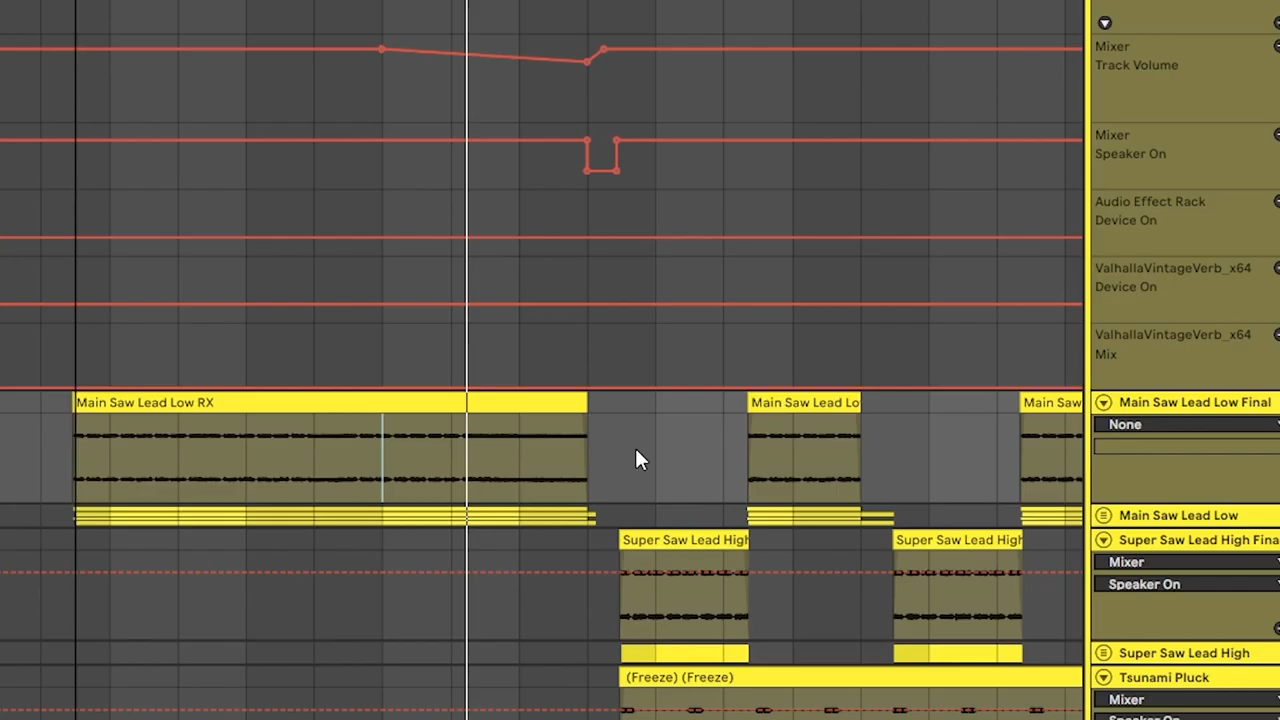 Mixer
Track Volume
Mixer
Speaker On
Audio Effect Rack
Device On
ValhallaVintageVerb_x64
Device On
ValhallaVintageVerb_x64
Mix
Main Saw Lead Low RX
Main Saw Lead Lo
Main Saw
Main Saw Lead Low Final
None
Main Saw Lead Low
Super Saw Lead High
Super Saw Lead High
Super Saw Lead High Fina
Mixer
Speaker On
Super Saw Lead High
(Freeze) (Freeze)
Tsunami Pluck
Mixer